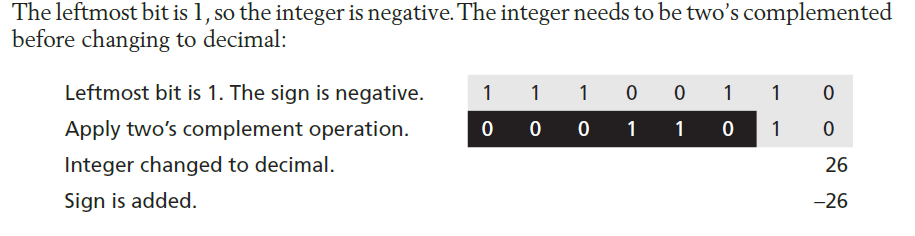 The leftmost bit is 1, so the integer is negative. The integer needs to be two’s complemented
before changing to decimal:
Leftmost bit is 1. The sign is negative. 1 1 1 0 0 1 1 0
Apply two’s complement operation. 0 0 0 1 1 0 1 0
Integer changed to decimal. 26
Sign is added. –26